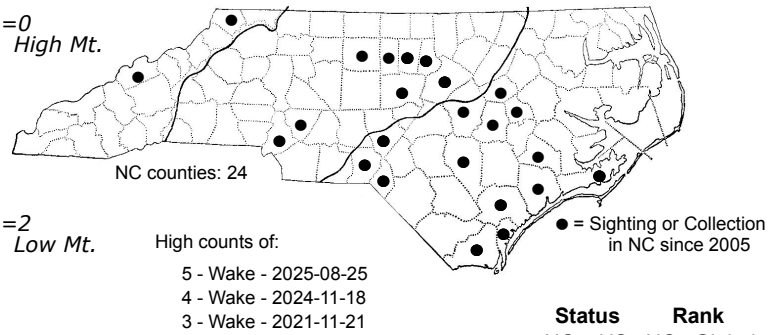 =0
High Mt.
NC counties: 24
=2
Low Mt.
High counts of:
5 - Wake - 2025-08-25
4 - Wake - 2024-11-18
3 - Wake - 2021-11-21
● = Sighting or Collection
in NC since 2005
Status Rank